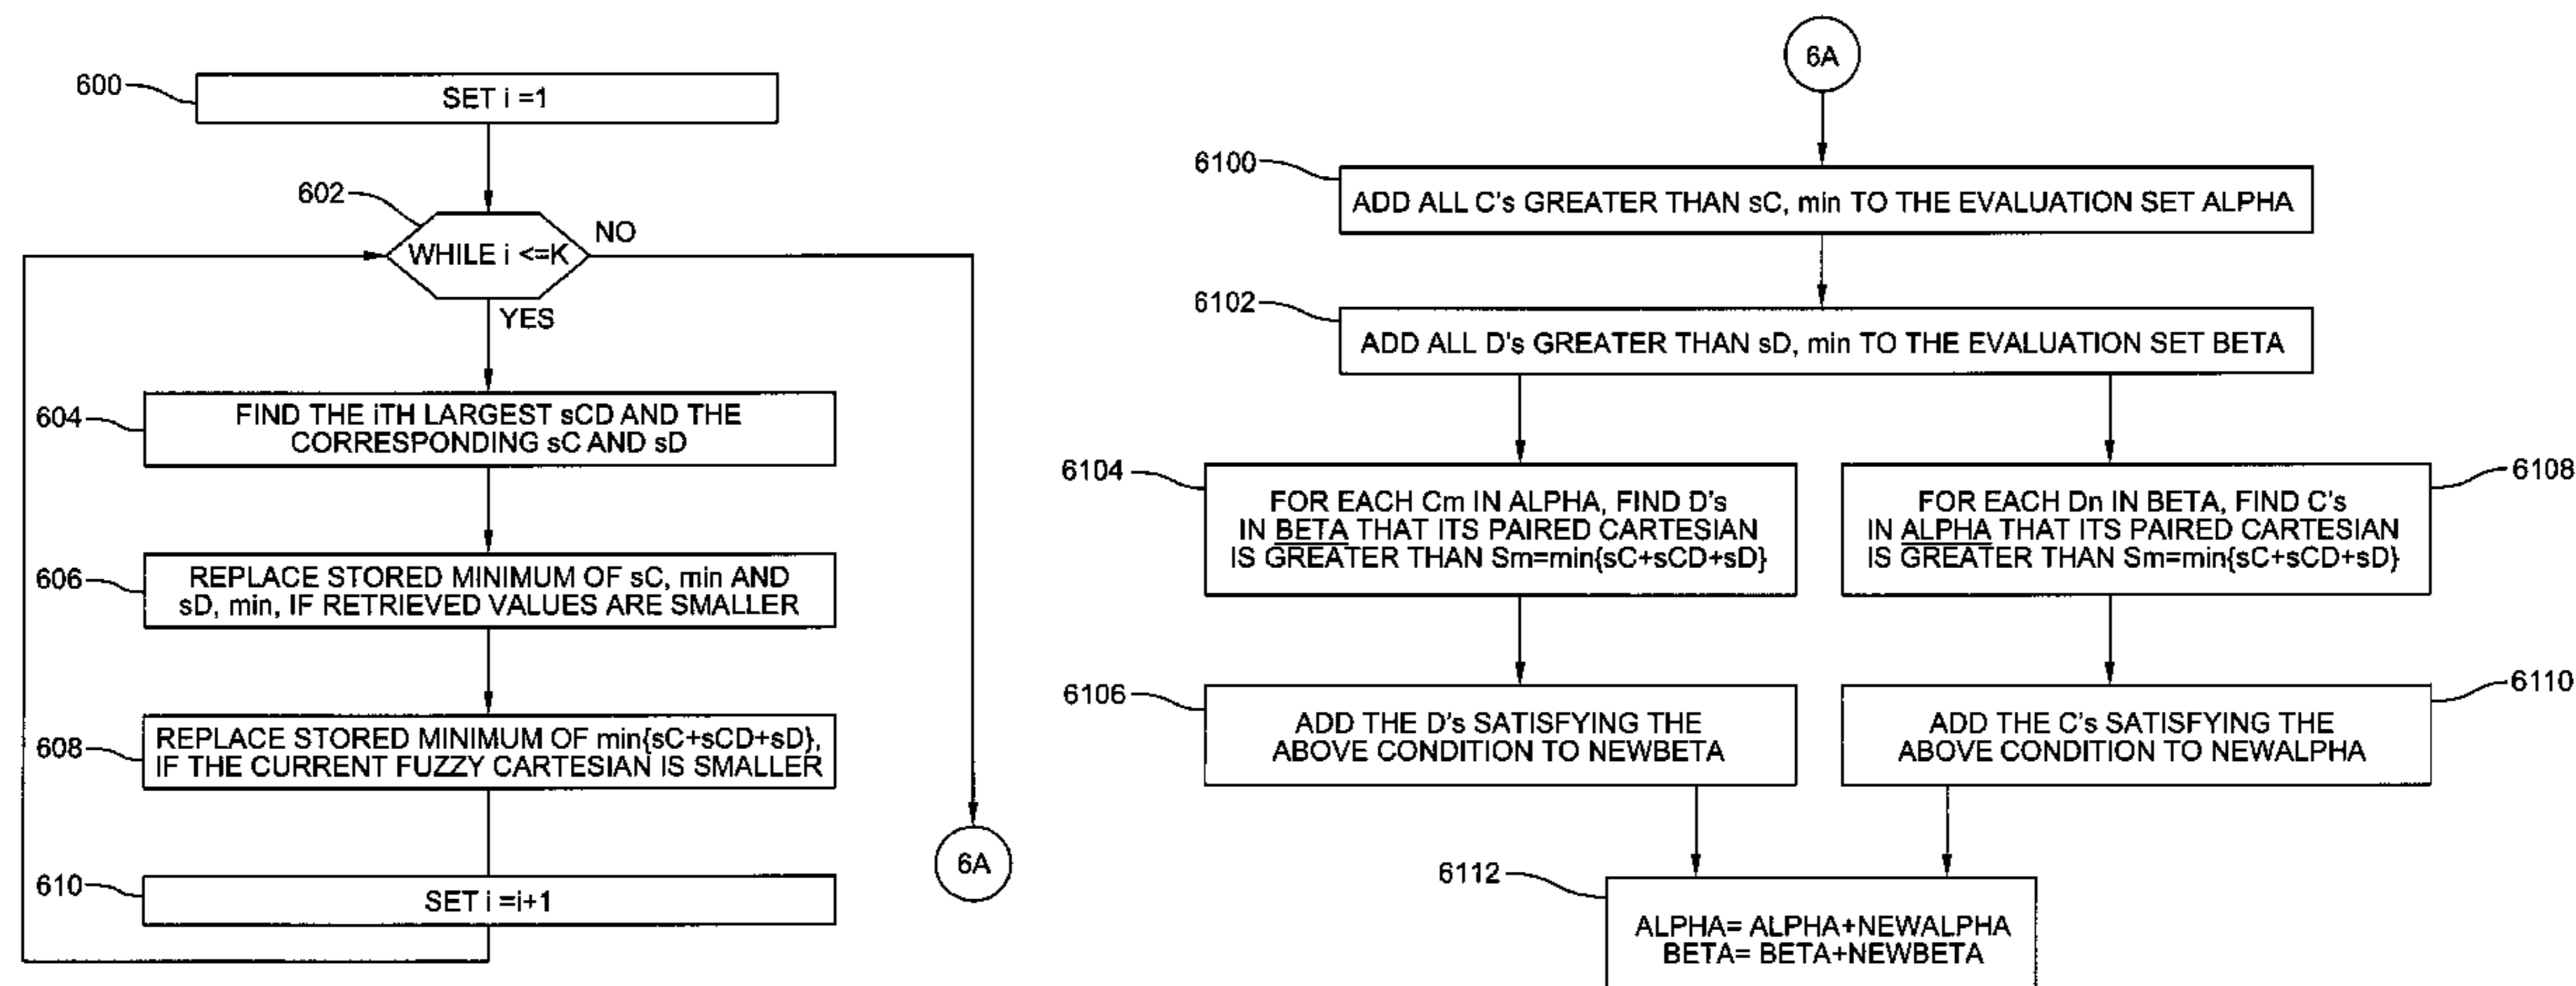 600
SET i =1
602
WHILE i <=K
NO
YES
604
FIND THE iTH LARGEST sCD AND THE
CORRESPONDING sC AND sD
606
REPLACE STORED MINIMUM OF sC, min AND
sD, min, IF RETRIEVED VALUES ARE SMALLER
608
REPLACE STORED MINIMUM OF min{sC+sCD+sD},
IF THE CURRENT FUZZY CARTESIAN IS SMALLER
610
SET i =i+1
6A
6A
6100
ADD ALL C's GREATER THAN sC, min TO THE EVALUATION SET ALPHA
6102
ADD ALL D's GREATER THAN sD, min TO THE EVALUATION SET BETA
6104
FOR EACH Cm IN ALPHA, FIND D's
IN BETA THAT ITS PAIRED CARTESIAN
IS GREATER THAN Sm=min{sC+sCD+sD}
6108
FOR EACH Dn IN BETA, FIND C's
IN ALPHA THAT ITS PAIRED CARTESIAN
IS GREATER THAN Sm=min{sC+sCD+sD}
6106
ADD THE D's SATISFYING THE
ABOVE CONDITION TO NEWBETA
6110
ADD THE C's SATISFYING THE
ABOVE CONDITION TO NEWALPHA
6112
ALPHA= ALPHA+NEWALPHA
BETA= BETA+NEWBETA